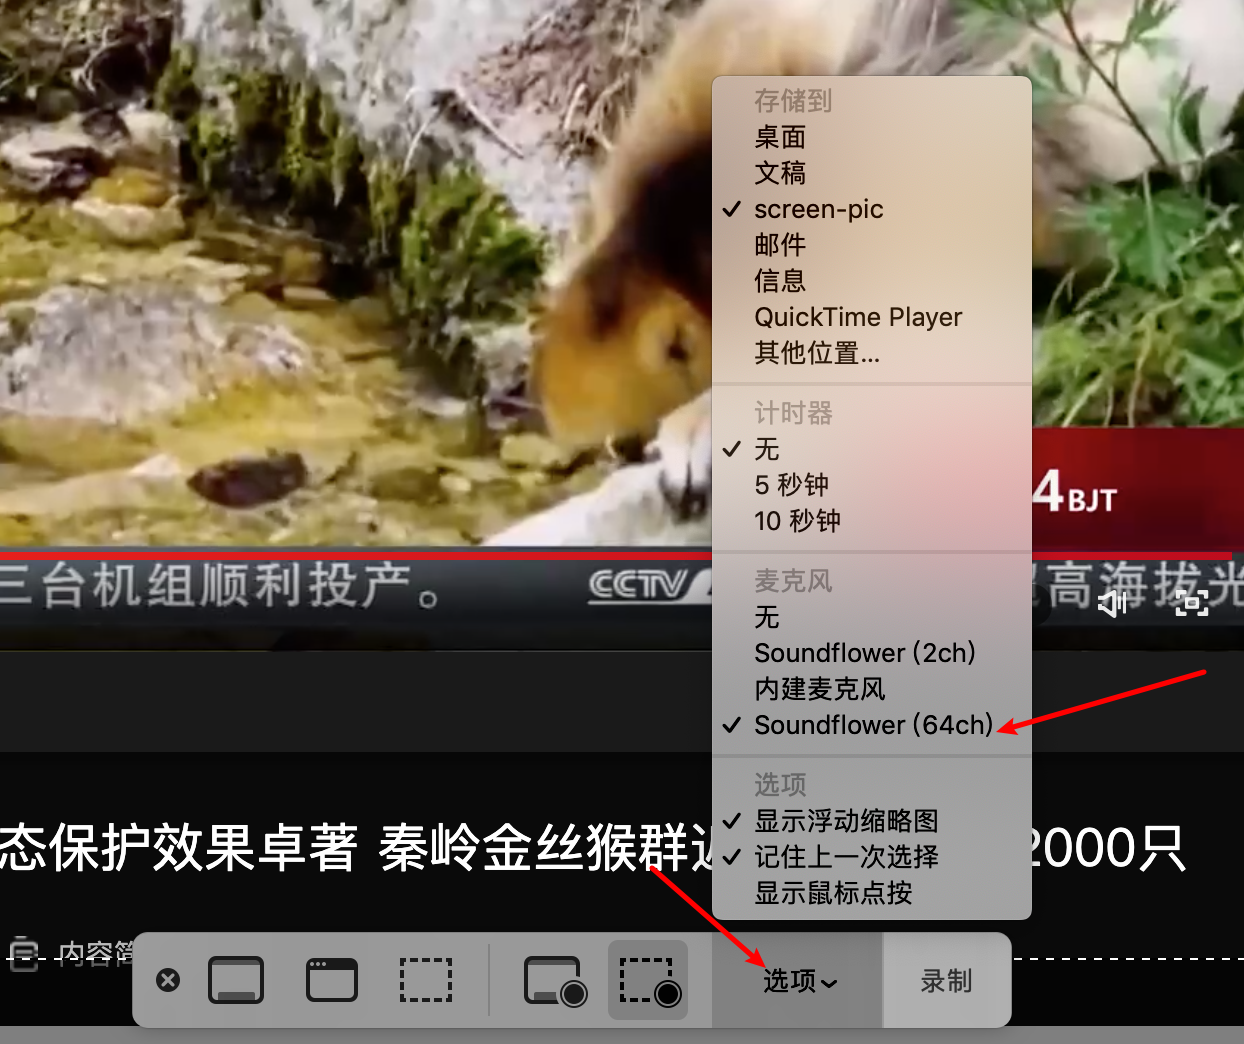 存储到
桌面
文稿
screen-pic
邮件
信息
QuickTime Player
其他位置...
计时器
无
5 秒钟
10 秒钟
4 BJT
三台机组顺利投产。
CCTV
高海拔光
麦克风
无
Soundflower (2ch)
内建麦克风
Soundflower (64ch)
选项
显示浮动缩略图
记住上一次选择
显示鼠标点按
态保护效果卓著 秦岭金丝猴群
2000只
内容简
选项
录制